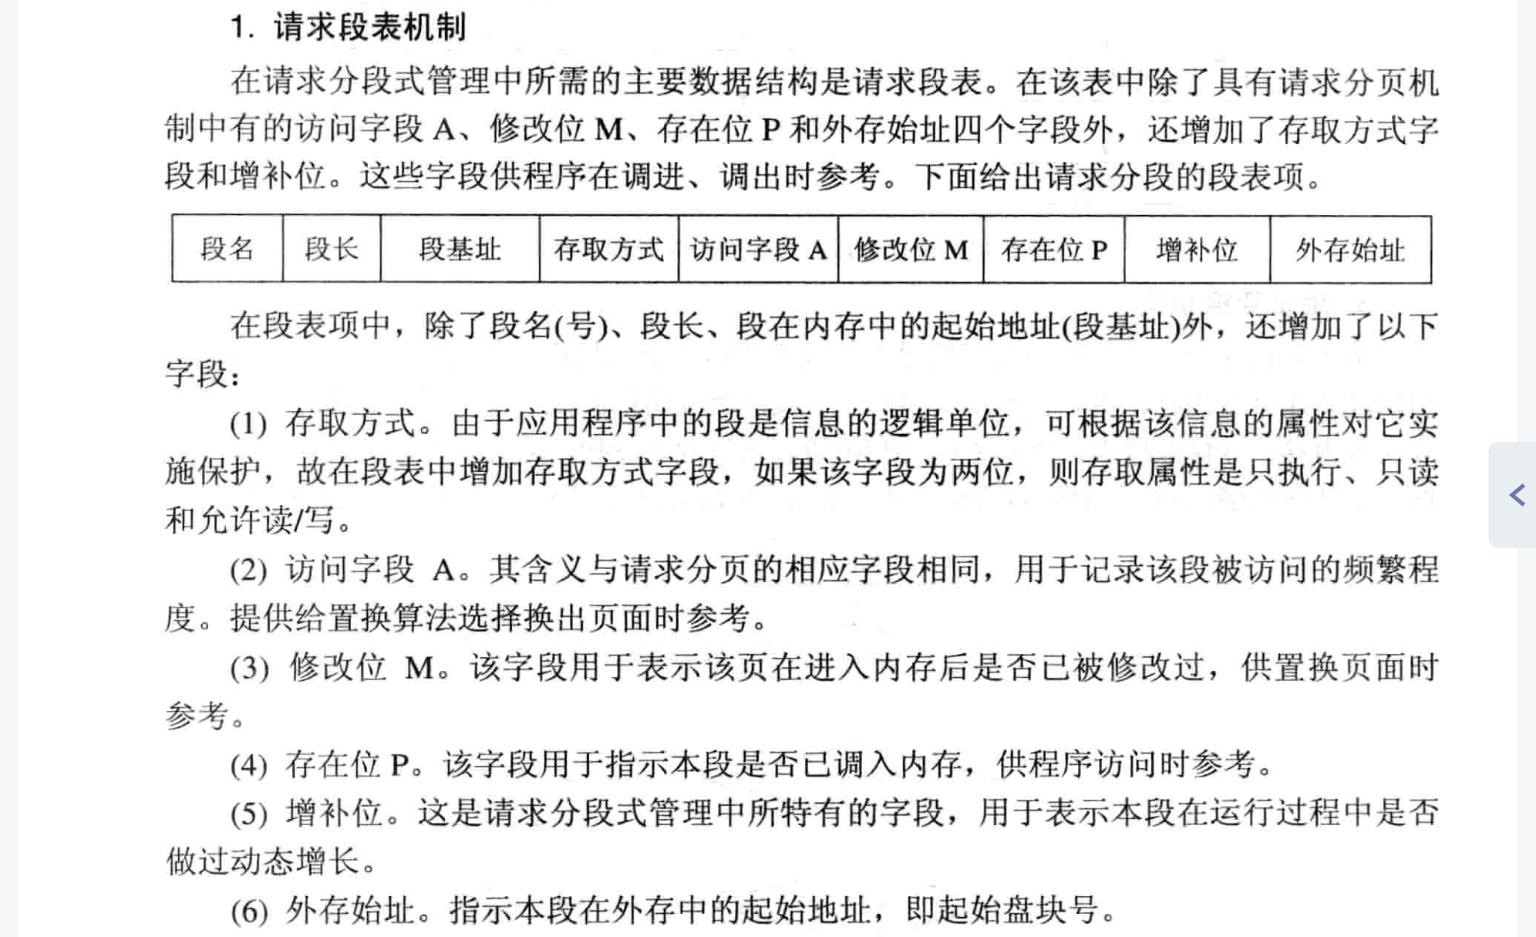 1. 请求段表机制
在请求分段式管理中所需的主要数据结构是请求段表。在该表中除了具有请求分页机
制中有的访问字段 A、修改位 M、存在位 P 和外存始址四个字段外，还增加了存取方式字
段和增补位。这些字段供程序在调进、调出时参考。下面给出请求分段的段表项。
段名 段长 段基址 存取方式 访问字段 A 修改位 M 存在位 P 增补位 外存始址
在段表项中，除了段名(号)、段长、段在内存中的起始地址(段基址)外，还增加了以下
字段：
(1) 存取方式。由于应用程序中的段是信息的逻辑单位，可根据该信息的属性对它实
施保护，故在段表中增加存取方式字段，如果该字段为两位，则存取属性是只执行、只读
和允许读/写。
(2) 访问字段 A。其含义与请求分页的相应字段相同，用于记录该段被访问的频繁程
度。提供给置换算法选择换出页面时参考。
(3) 修改位 M。该字段用于表示该页在进入内存后是否已被修改过，供置换页面时
参考。
(4) 存在位 P。该字段用于指示本段是否已调入内存，供程序访问时参考。
(5) 增补位。这是请求分段式管理中所特有的字段，用于表示本段在运行过程中是否
做过动态增长。
(6) 外存始址。指示本段在外存中的起始地址，即起始盘块号。